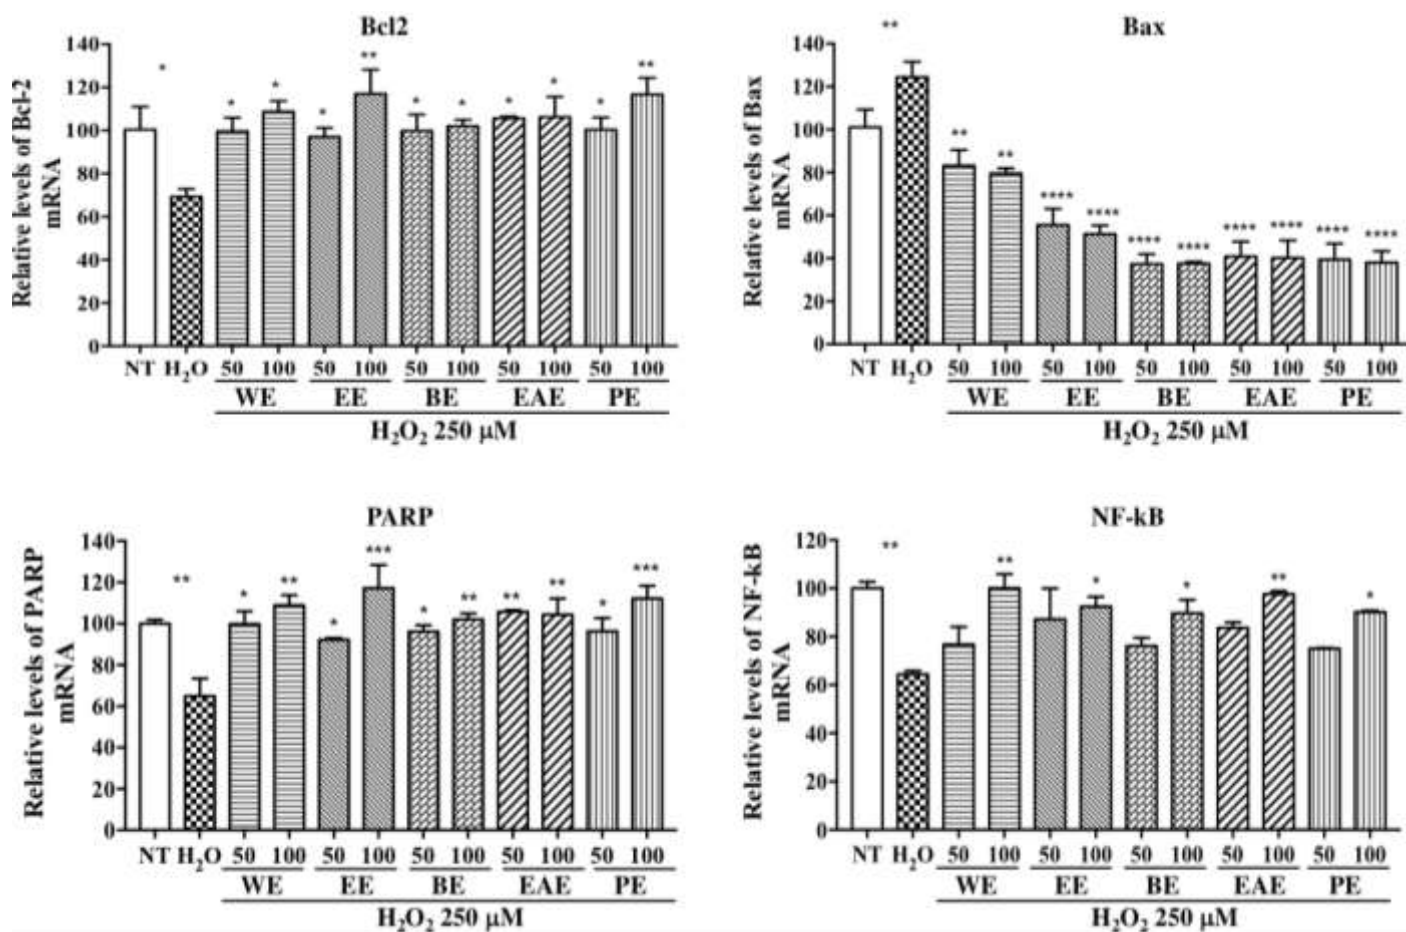 Bcl2
Relative levels of Bcl-2
mRNA
140
120
100
80
60
40
20
0
* * * * ** * * * * * **
NT H₂O 50 100 50 100 50 100 50 100 50 100
WE EE BE EAE PE
H₂O₂ 250 μM
Bax
Relative levels of Bax
mRNA
140
120
100
80
60
40
20
0
** ** ** **** **** **** **** **** **** **** ****
NT H₂O 50 100 50 100 50 100 50 100 50 100
WE EE BE EAE PE
H₂O₂ 250 μM
PARP
Relative levels of PARP
mRNA
140
120
100
80
60
40
20
0
** * ** * *** * ** ** ** * ***
NT H₂O 50 100 50 100 50 100 50 100 50 100
WE EE BE EAE PE
H₂O₂ 250 μM
NF-kB
Relative levels of NF-kB
mRNA
120
100
80
60
40
20
0
** ** * * ** *
NT H₂O 50 100 50 100 50 100 50 100 50 100
WE EE BE EAE PE
H₂O₂ 250 μM